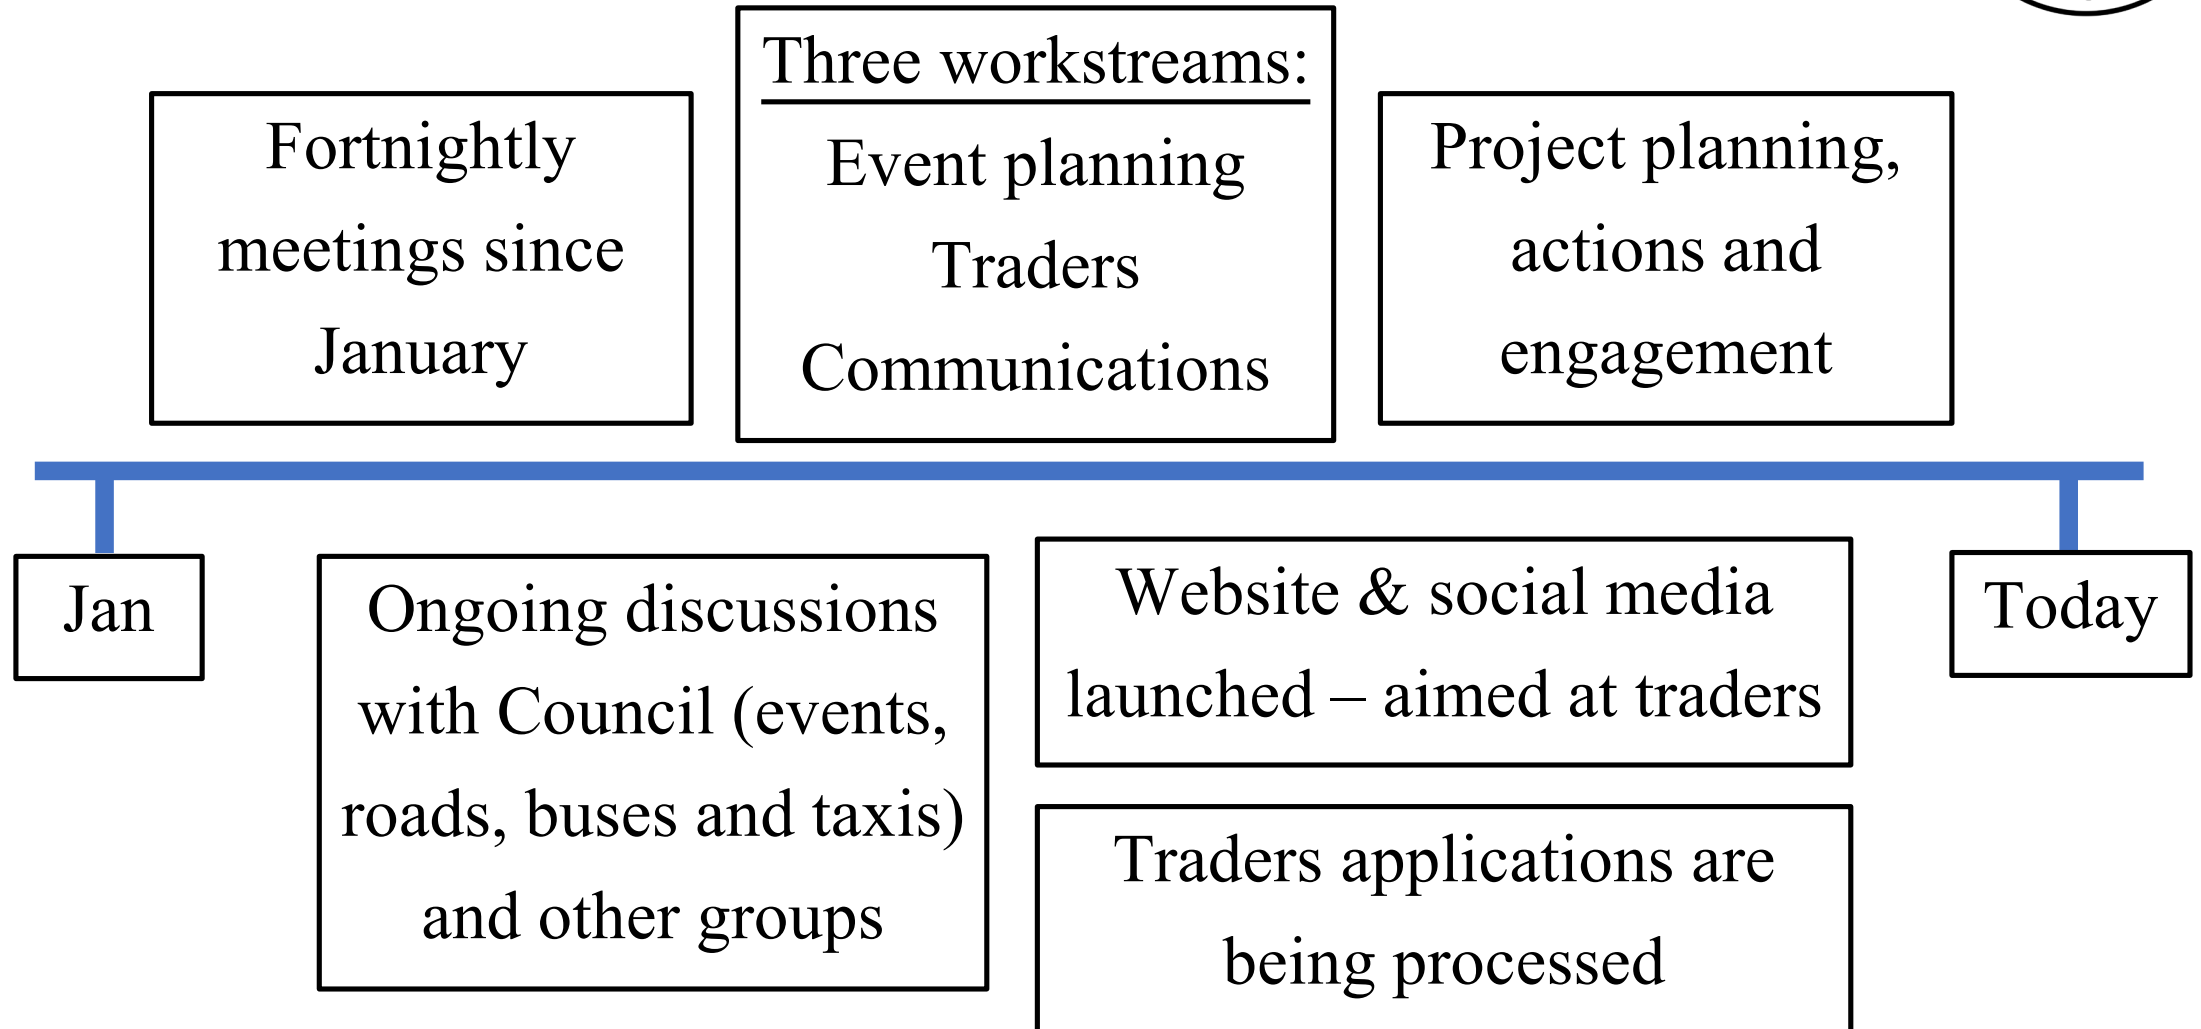 Fortnightly
meetings since
January
Three workstreams:
Event planning
Traders
Communications
Project planning,
actions and
engagement
Jan
Ongoing discussions
with Council (events,
roads, buses and taxis)
and other groups
Website & social media
launched – aimed at traders
Traders applications are
being processed
Today